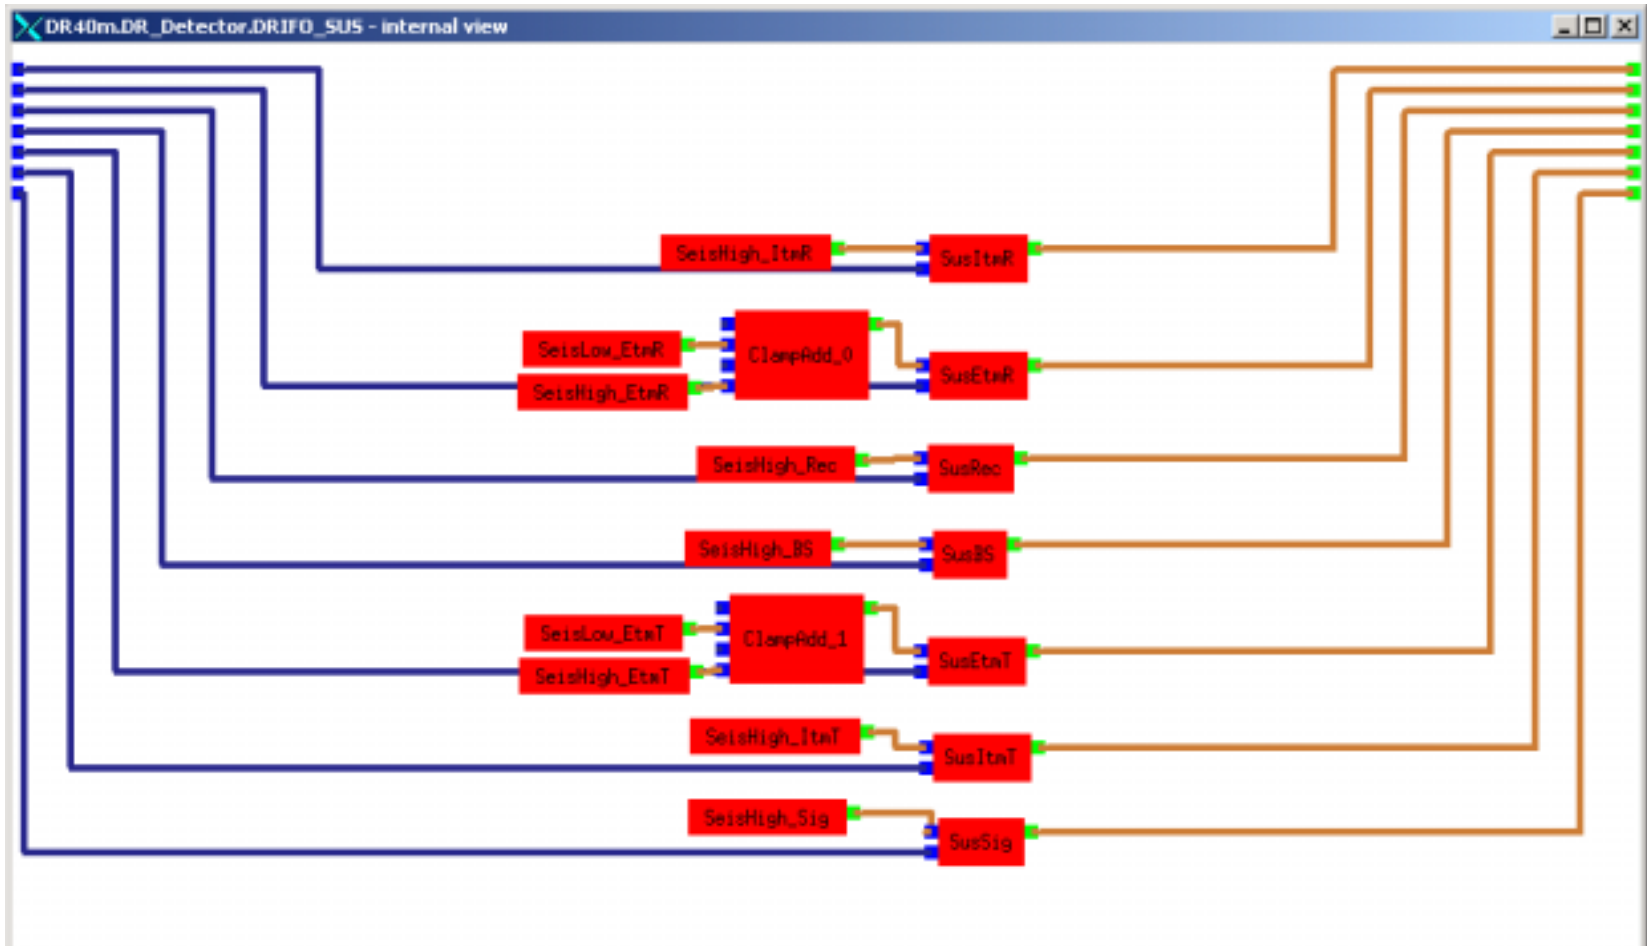 DR40m.DR_Detector.DRIFO_SUS - internal view
SeisHigh_ItmR
SusItmR
SeisLow_EtmR
ClampAdd_0
SusEtmR
SeisHigh_EtmR
SeisHigh_Rec
SusRec
SeisHigh_BS
SusBS
SeisLow_EtmT
ClampAdd_1
SusEtmT
SeisHigh_EtmT
SeisHigh_ItmT
SusItmT
SeisHigh_Sig
SusSig